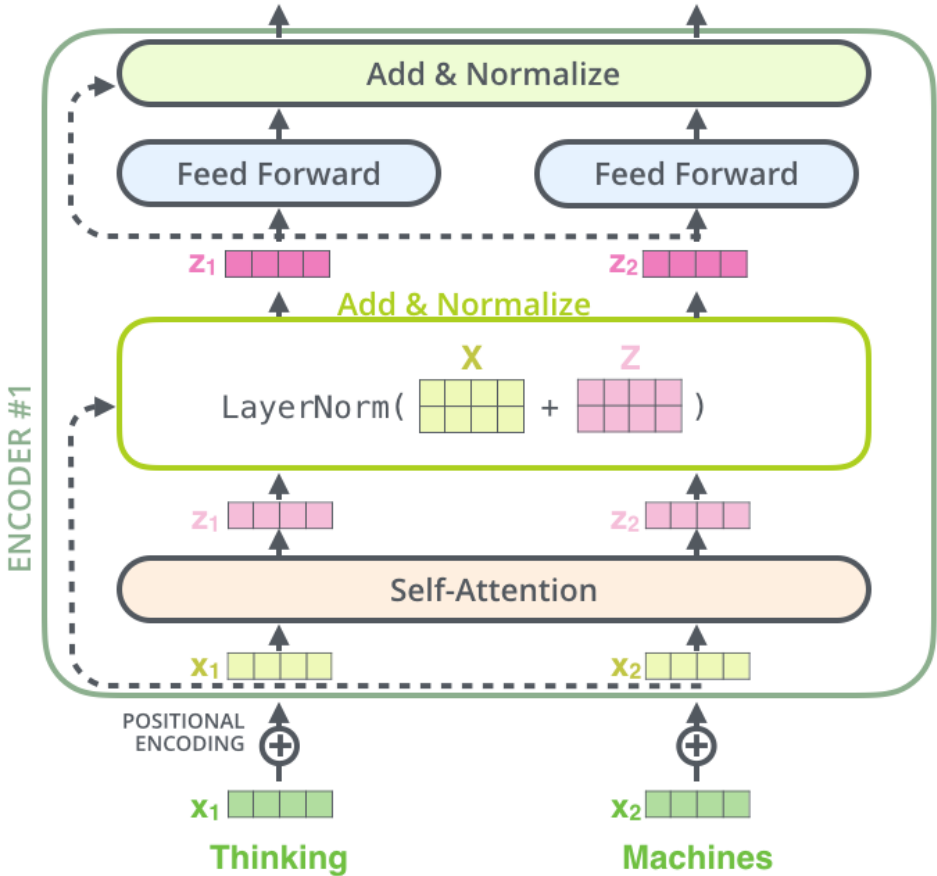 Add & Normalize
Feed Forward Feed Forward
z1 z2
Add & Normalize
X Z
LayerNorm( + )
ENCODER #1
z1 z2
Self-Attention
x1 x2
POSITIONAL
ENCODING
x1 x2
Thinking Machines